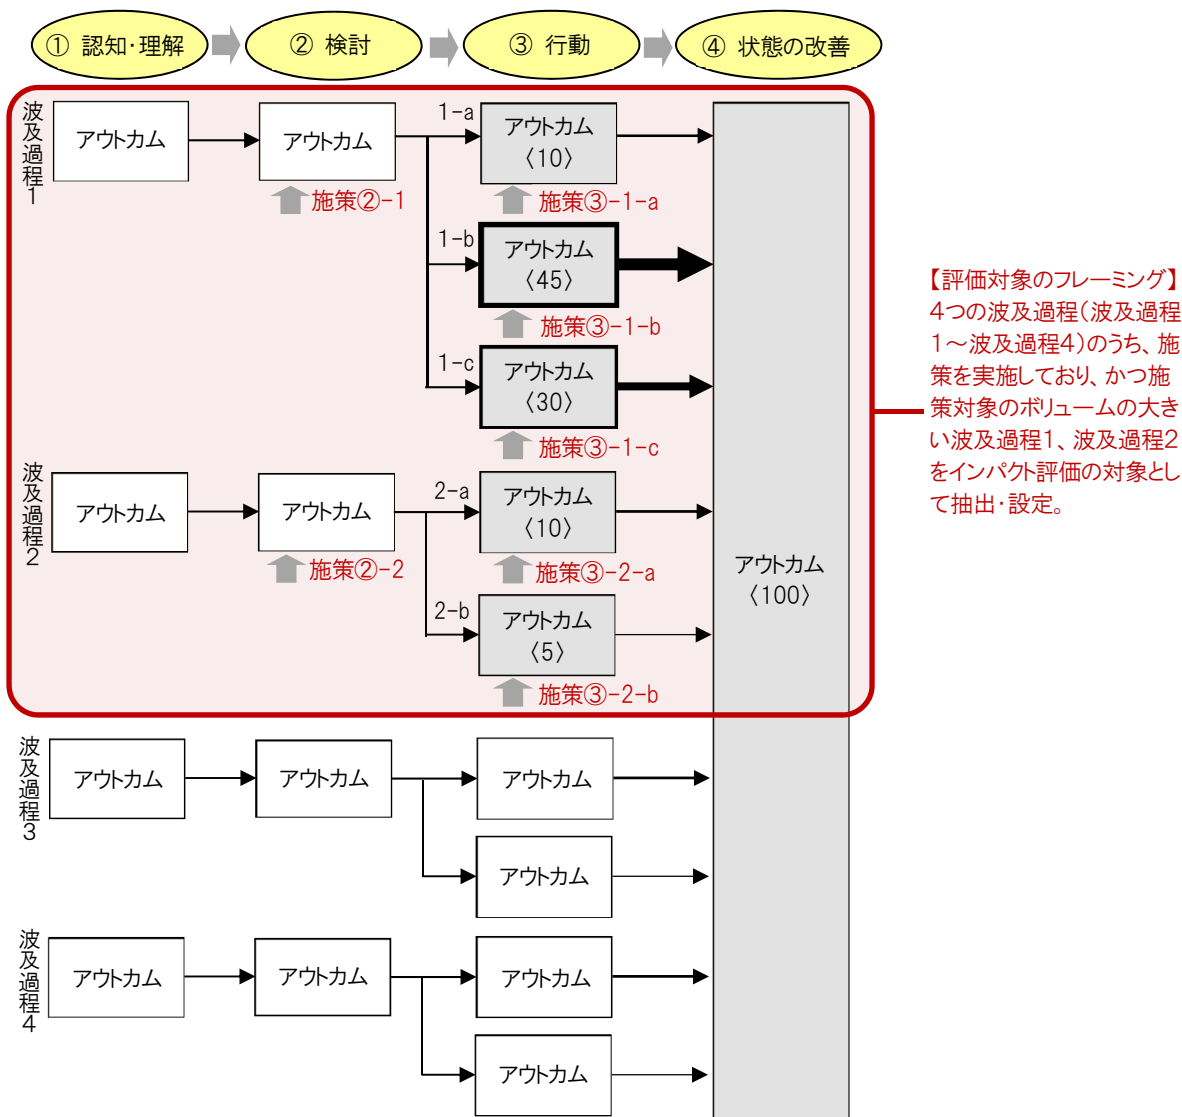 ① 認知・理解
② 検討
③ 行動
④ 状態の改善
波及過程1
アウトカム
アウトカム
施策②-1
1-a
アウトカム
〈10〉
施策③-1-a
1-b
アウトカム
〈45〉
施策③-1-b
1-c
アウトカム
〈30〉
施策③-1-c
波及過程2
アウトカム
アウトカム
施策②-2
2-a
アウトカム
〈10〉
施策③-2-a
2-b
アウトカム
〈5〉
施策③-2-b
アウトカム
〈100〉
【評価対象のフレーミング】
4つの波及過程(波及過程
1～波及過程4)のうち、施
策を実施しており、かつ施
策対象のボリュームの大き
い波及過程1、波及過程2
をインパクト評価の対象とし
て抽出・設定。
波及過程3
アウトカム
アウトカム
アウトカム
アウトカム
波及過程4
アウトカム
アウトカム
アウトカム
アウトカム